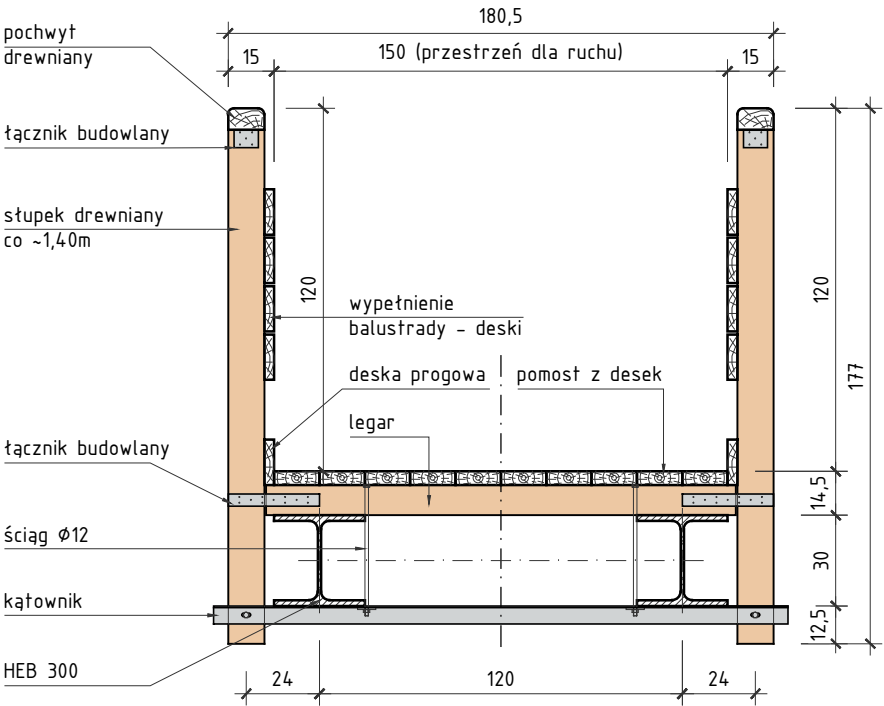 180,5
15
150 (przestrzeń dla ruchu)
15
pochwyt
drewniany
łącznik budowlany
słupek drewniany
co ~1,40m
120
wypełnienie
balustrady - deski
deska progowa
pomost z desek
legar
łącznik budowlany
ściąg Ø12
kątownik
HEB 300
120
177
14,5
30
12,5
24
120
24